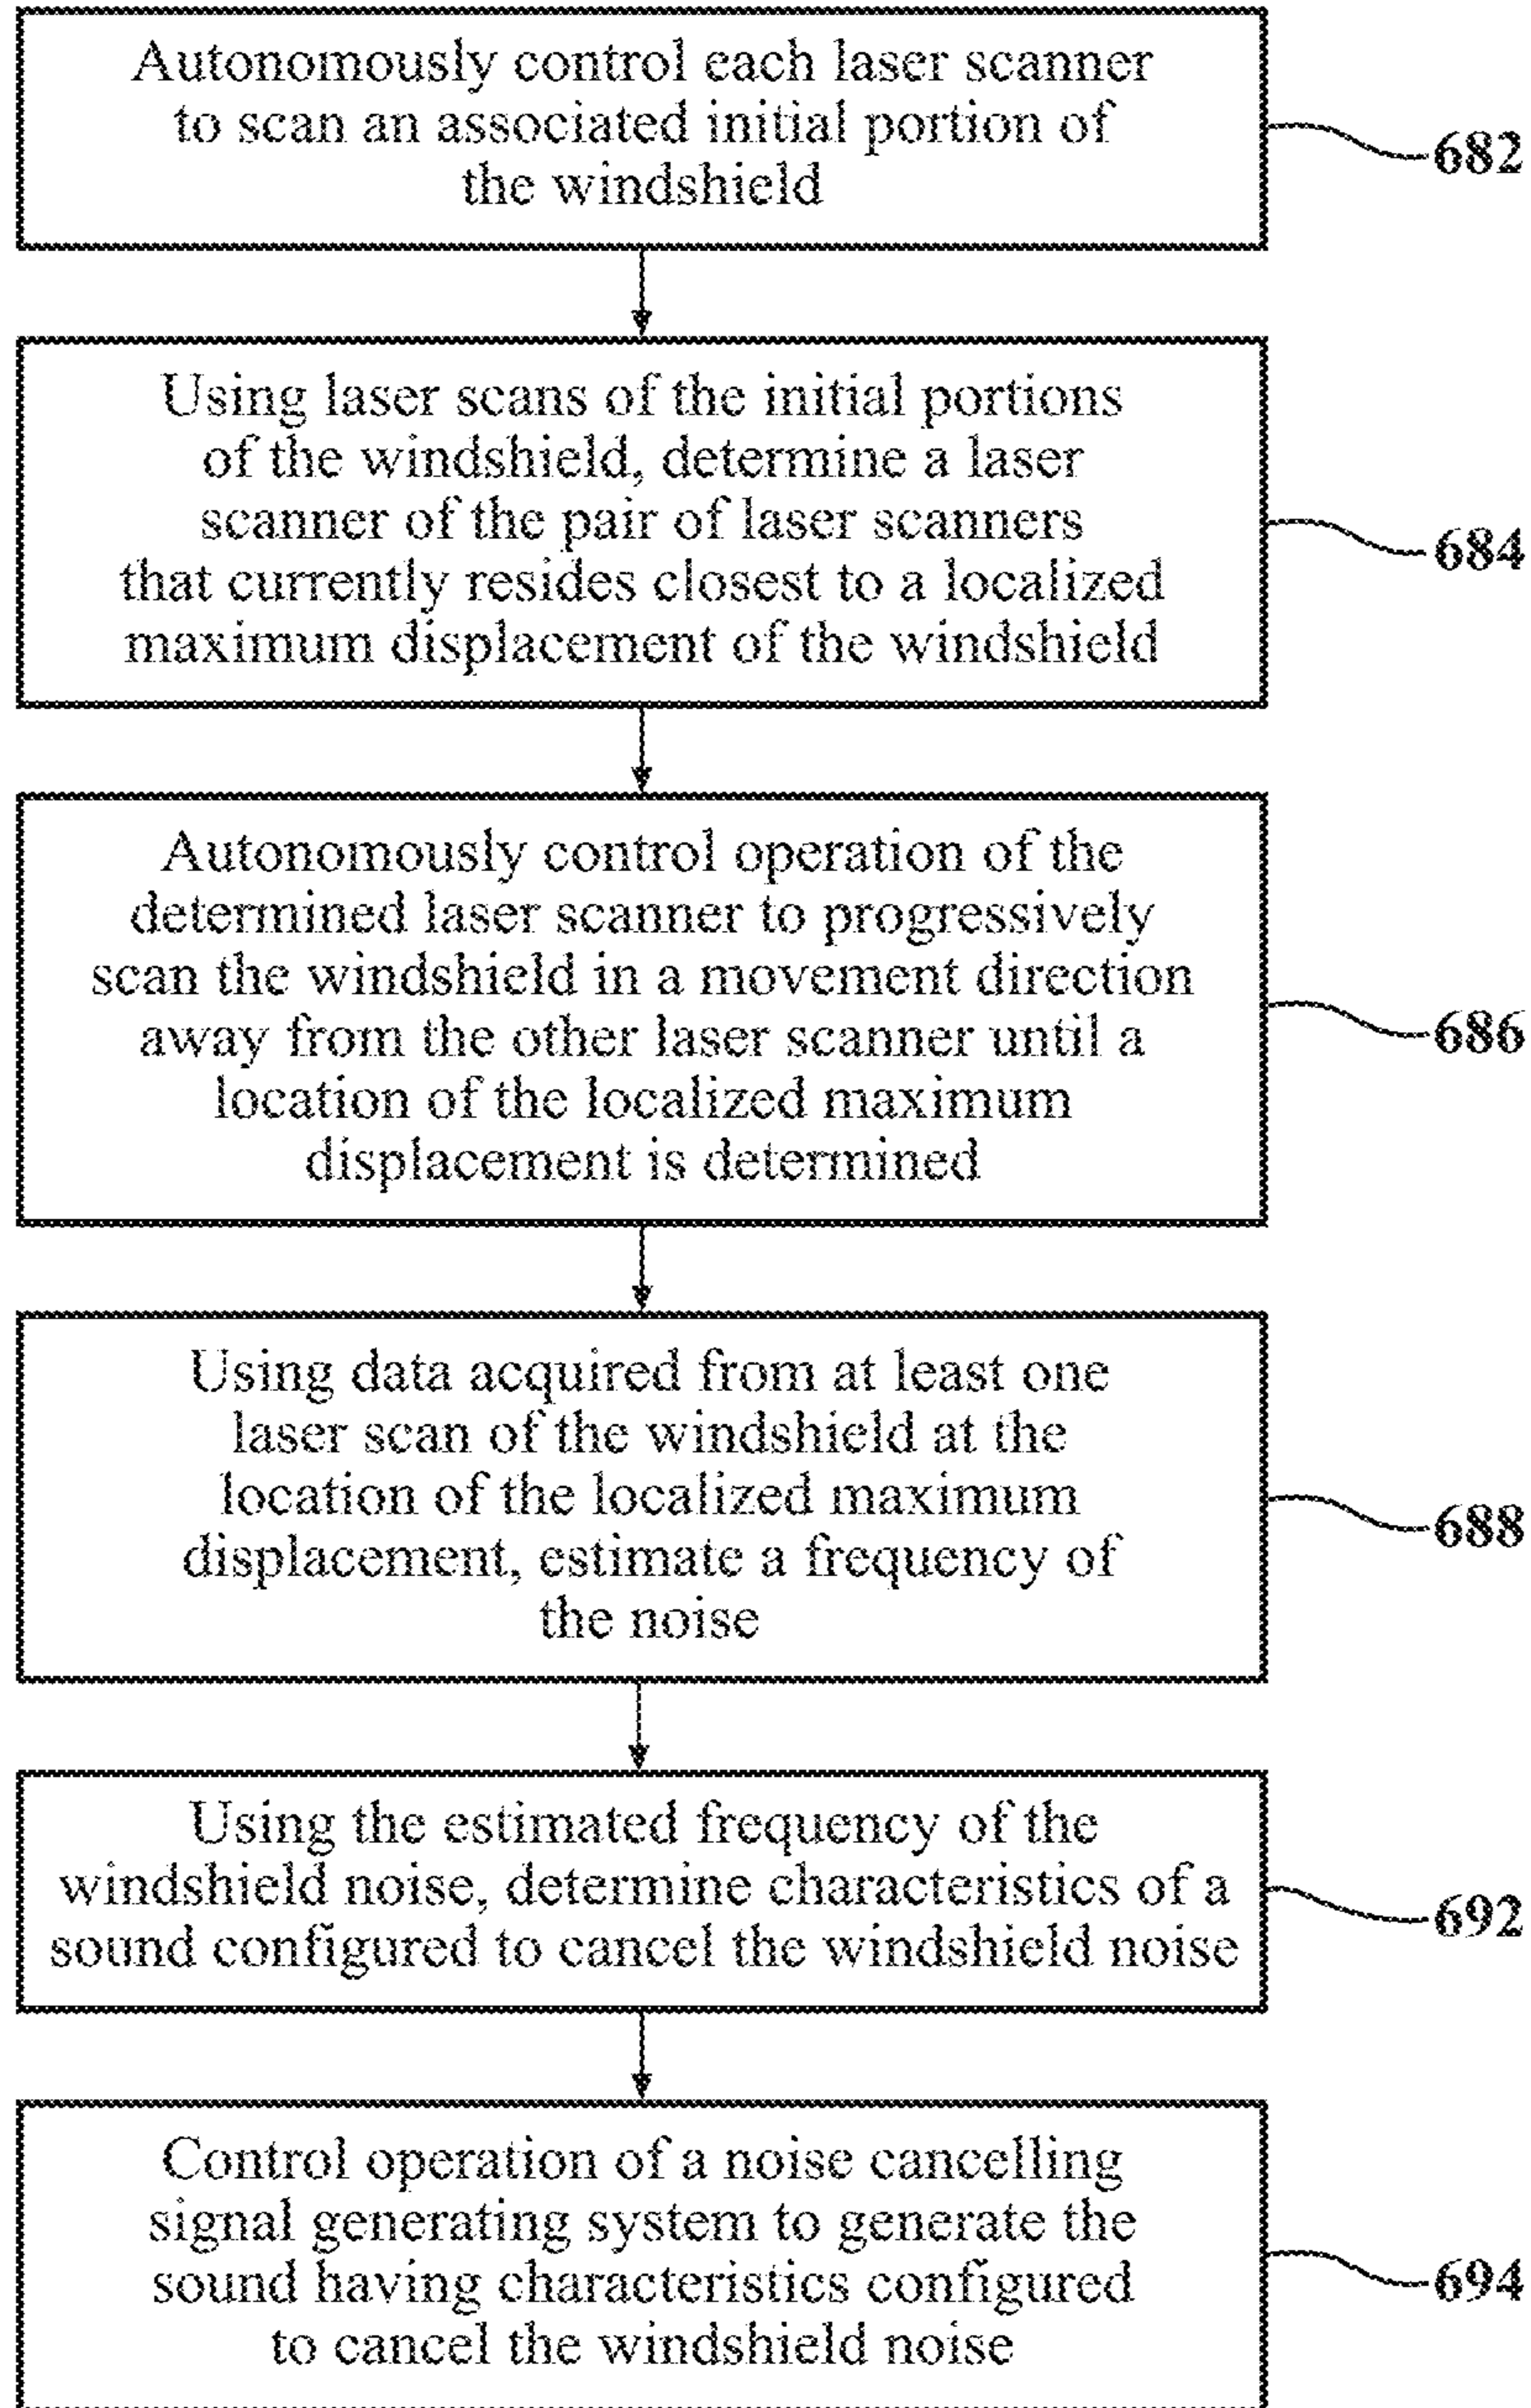 Autonomously control each laser scanner
to scan an associated initial portion of
the windshield
682
Using laser scans of the initial portions
of the windshield, determine a laser
scanner of the pair of laser scanners
that currently resides closest to a localized
maximum displacement of the windshield
684
Autonomously control operation of the
determined laser scanner to progressively
scan the windshield in a movement direction
away from the other laser scanner until a
location of the localized maximum
displacement is determined
686
Using data acquired from at least one
laser scan of the windshield at the
location of the localized maximum
displacement, estimate a frequency of
the noise
688
Using the estimated frequency of the
windshield noise, determine characteristics of a
sound configured to cancel the windshield noise
692
Control operation of a noise cancelling
signal generating system to generate the
sound having characteristics configured
to cancel the windshield noise
694